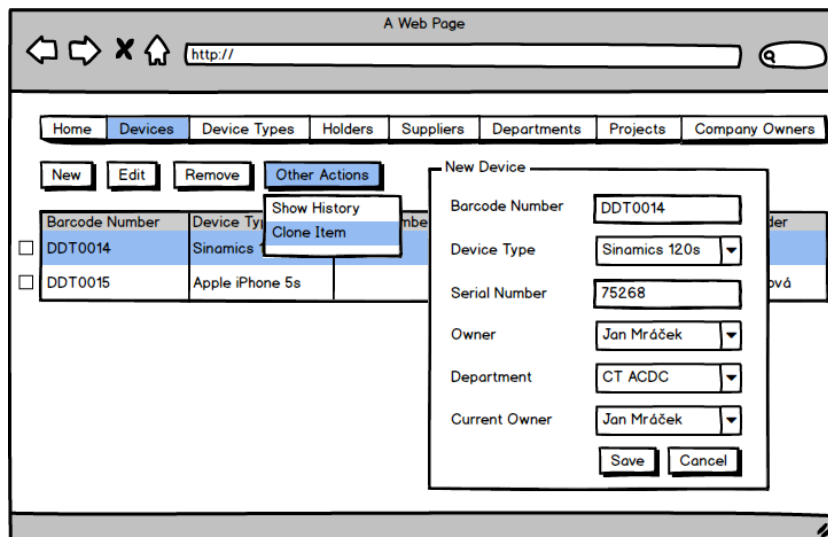 A Web Page
http://
Home Devices Device Types Holders Suppliers Departments Projects Company Owners
New Edit Remove Other Actions
Show History
Clone Item
Barcode Number Device
DDT0014 Sinamics
DDT0015 Apple iPhone 5s
New Device
Barcode Number DDT0014
Device Type Sinamics 120s
Serial Number 75268
Owner Jan Mráček
Department CT ACDC
Current Owner Jan Mráček
Save Cancel